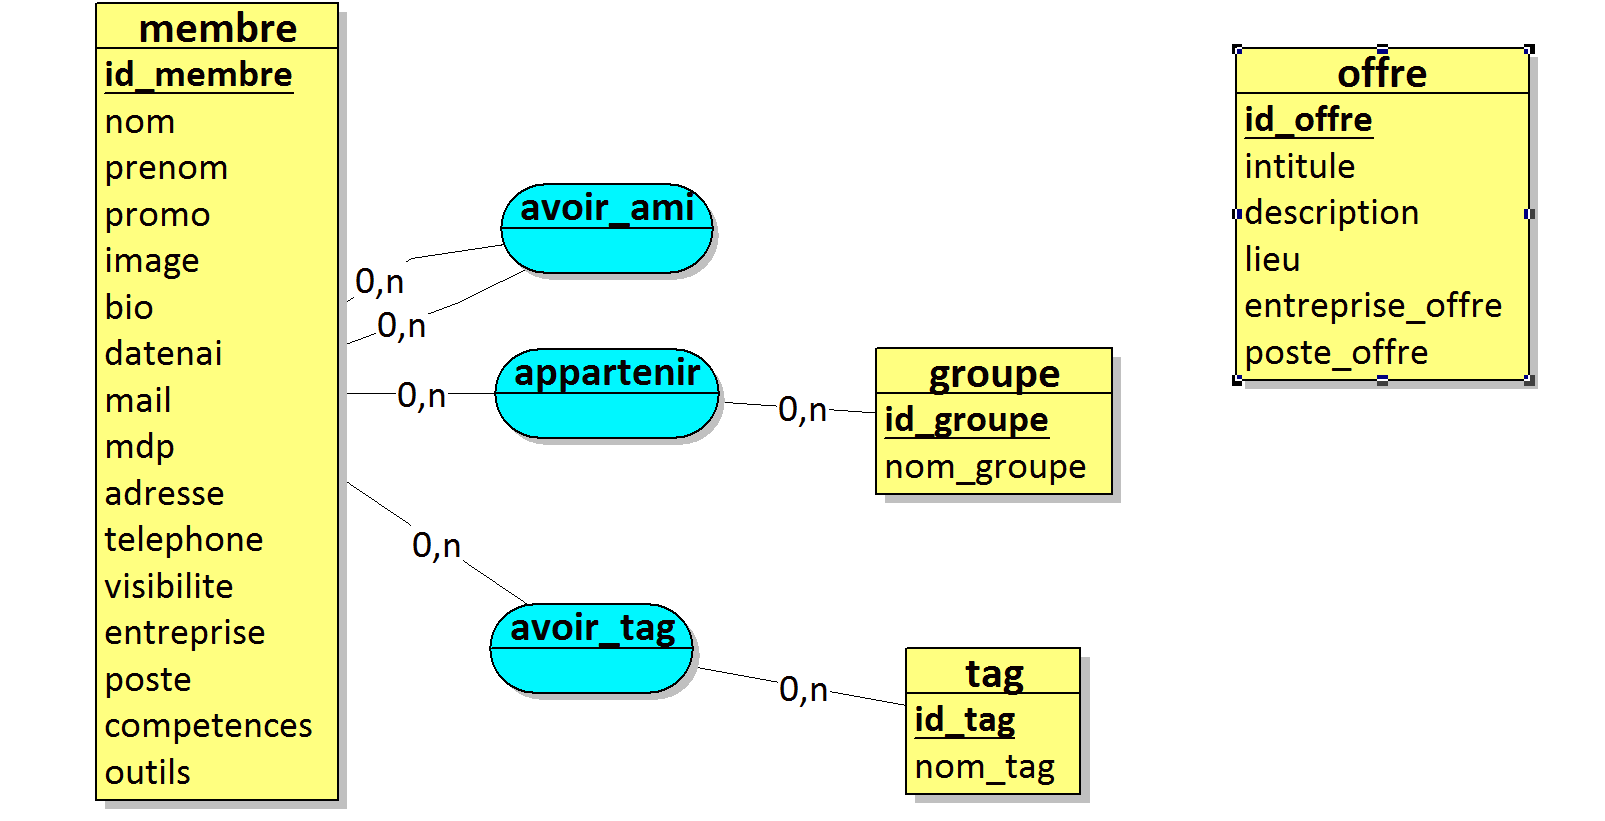 membre
id_membre
nom
prenom
promo
image
bio
datenai
mail
mdp
adresse
telephone
visibilite
entreprise
poste
competences
outils
avoir_ami
0,n
0,n
appartenir
0,n
0,n
groupe
id_groupe
nom_groupe
avoir_tag
0,n
0,n
tag
id_tag
nom_tag
offre
id_offre
intitule
description
lieu
entreprise_offre
poste_offre